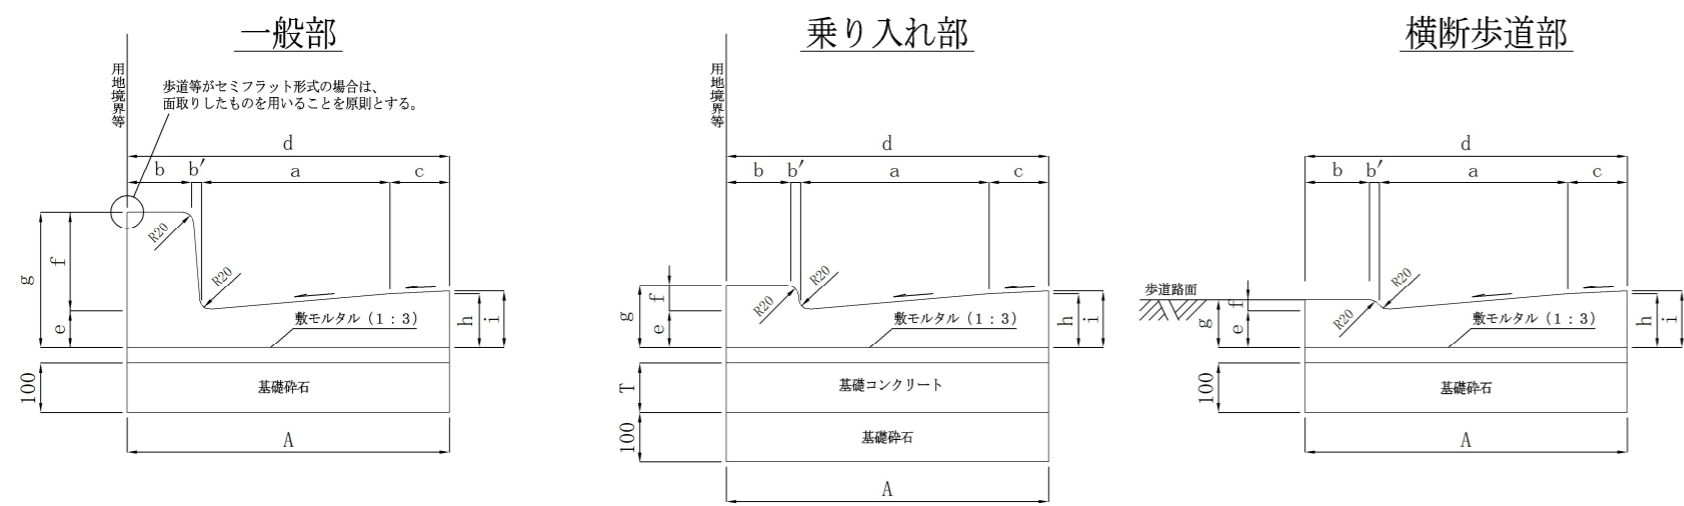 一般部
用地境界等
歩道等がセミフラット形式の場合は、
面取りしたものを用いることを原則とする。
d
b
b′
a
c
R20
R20
g
f
e
敷モルタル（1：3）
h
i
100
基礎砕石
A
乗り入れ部
用地境界等
d
b
b′
a
c
R20
R20
g
f
e
敷モルタル（1：3）
h
i
T
基礎コンクリート
100
基礎砕石
A
横断歩道部
d
b
b′
a
c
歩道路面
R20
R20
g
f
e
敷モルタル（1：3）
h
i
100
基礎砕石
A